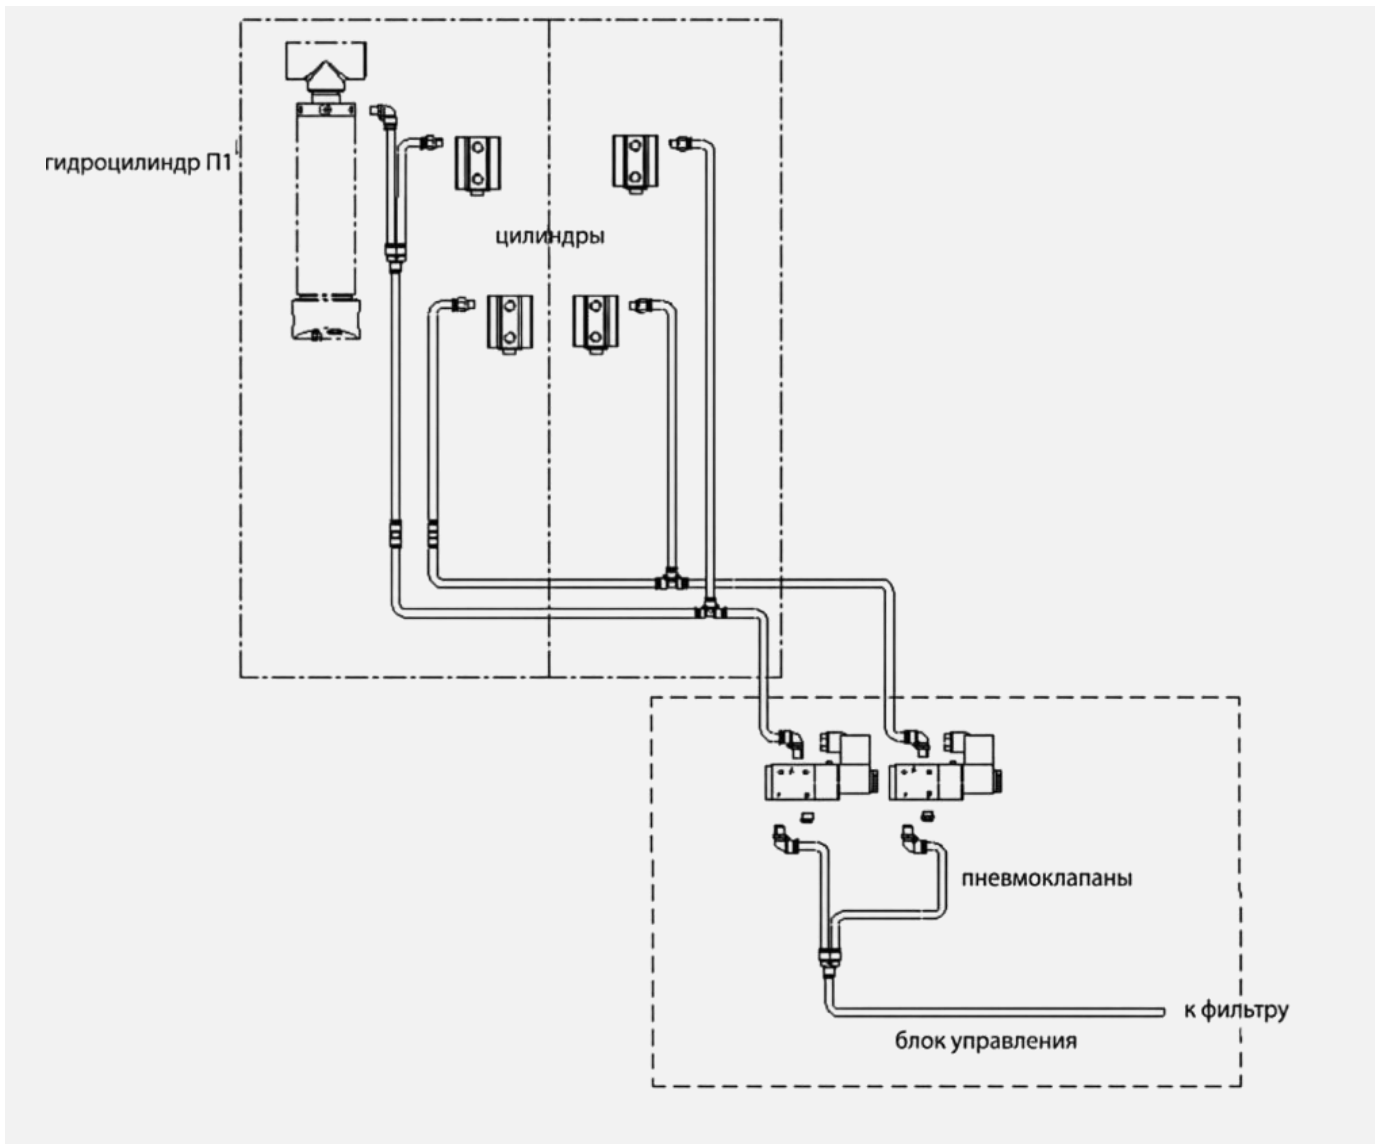 гидроцилиндр П1
цилиндры
пневмоклапаны
к фильтру
блок управления